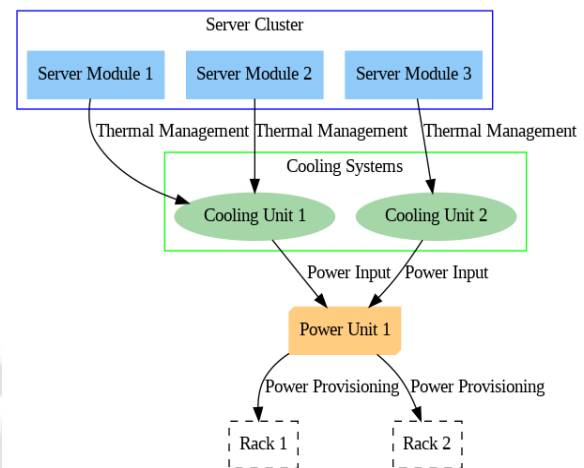 Server Cluster
Server Module 1 Server Module 2 Server Module 3
Thermal Management Thermal Management Thermal Management
Cooling Systems
Cooling Unit 1 Cooling Unit 2
Power Input Power Input
Power Unit 1
Power Provisioning Power Provisioning
Rack 1 Rack 2